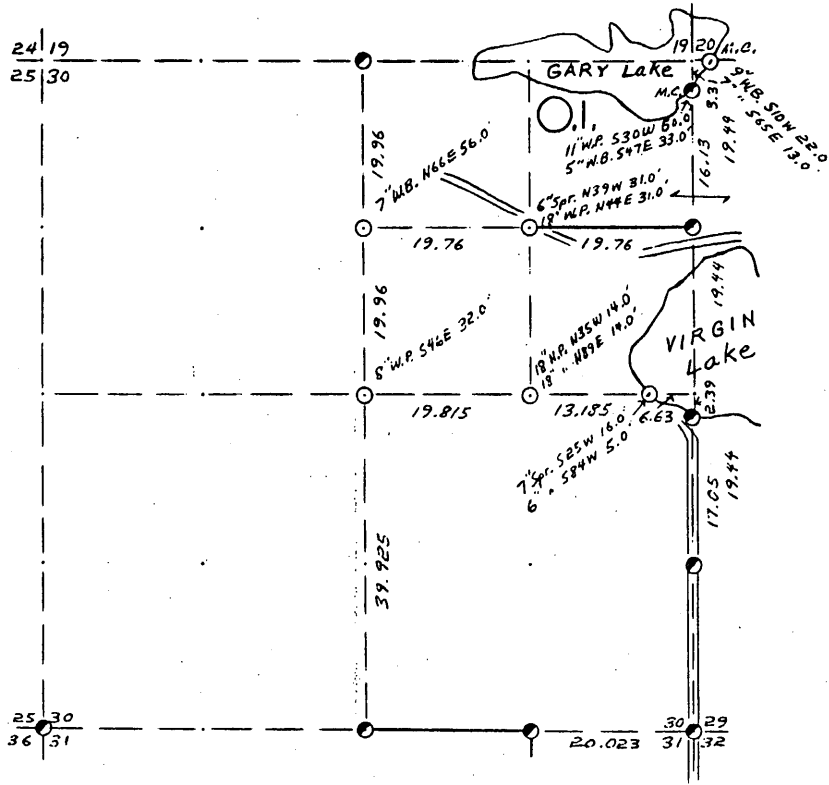 24 19
25 30
19 20 M.C.
GARY Lake
M.C.
3.31
9" W.B. S10W 22.0
7" " S65E 13.0
O.I.
11" W.P. S30W 60.0'
5" W.B. S47E 33.0'
16.13
19.44
19.96
7" W.B. N66E 56.0'
6" Spr. N39W 31.0'
18" W.P. N44E 31.0'
19.76
19.76
19.96
19.44
8" W.P. S46E 32.0'
18" N.P. N35W 14.0'
18" " N89E 14.0'
VIRGIN
Lake
19.815
13.185
6.63
2.39
7" Spr. S25W 16.0
6" " S84W 5.0
17.05
19.44
39.925
25 30
36 31
20.023
30 29
31 32